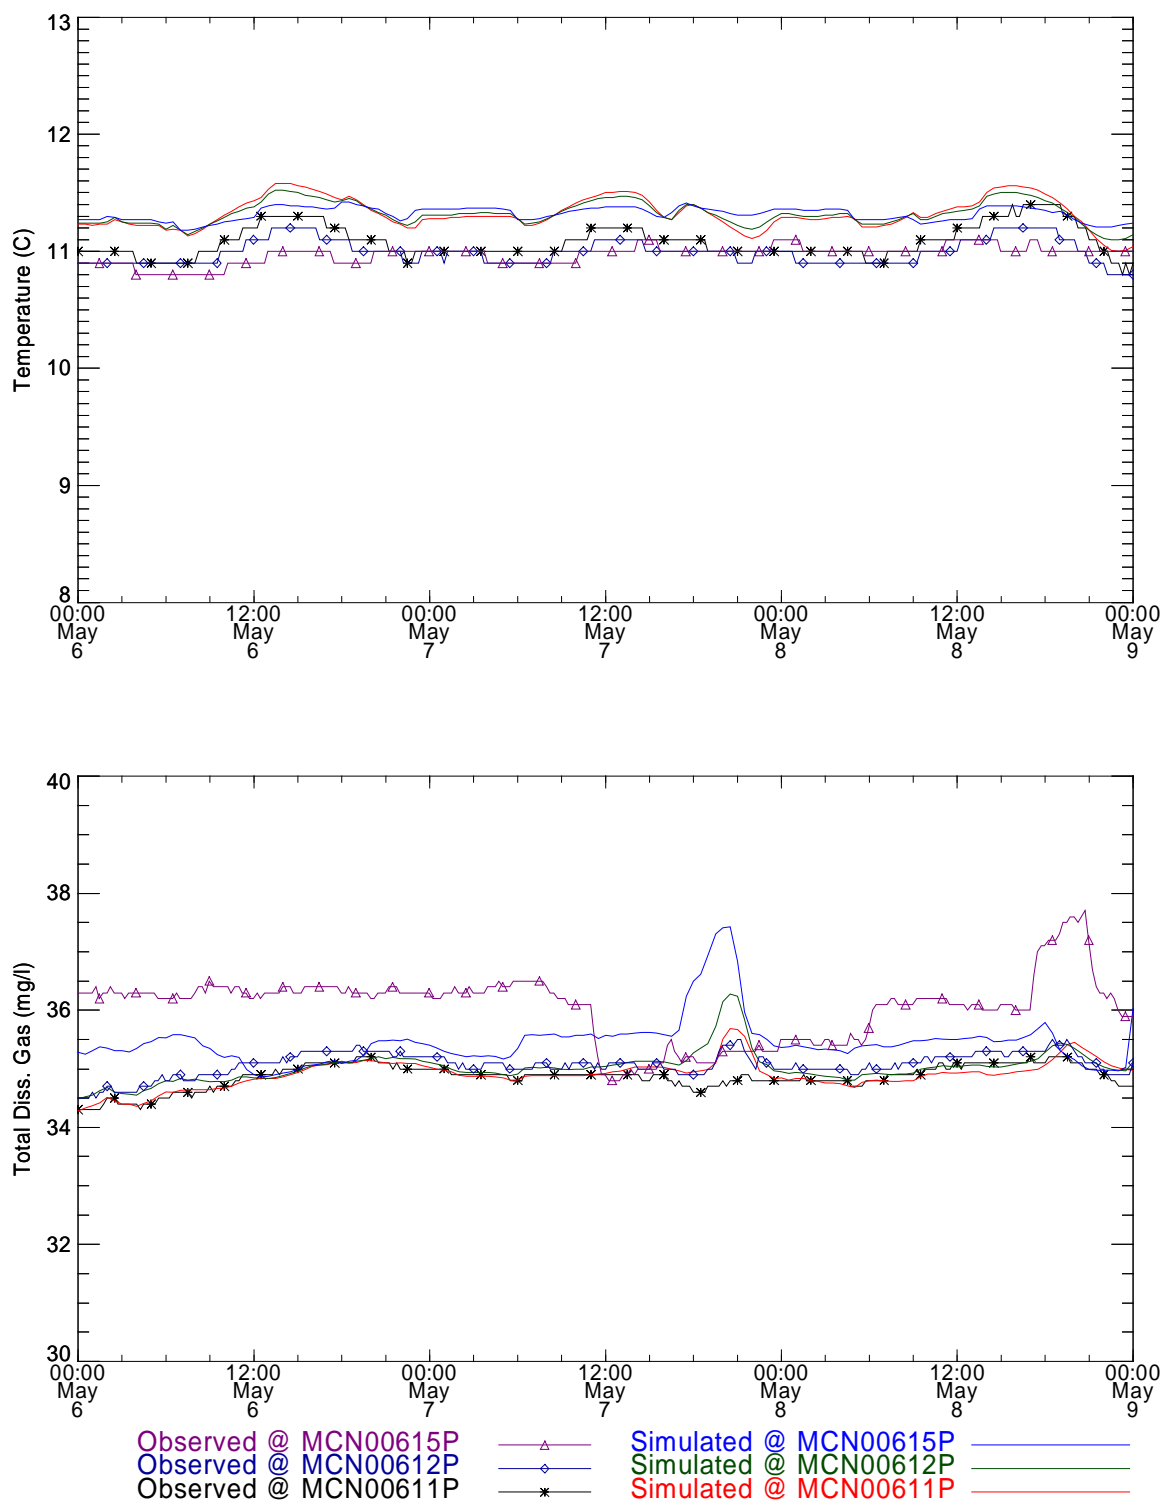 13
12
11
10
9
8
Temperature (C)
00:00 12:00 00:00 12:00 00:00 12:00 00:00
May May May May May May May
6 6 7 7 8 8 9
40
38
36
34
32
30
Total Diss. Gas (mg/l)
00:00 12:00 00:00 12:00 00:00 12:00 00:00
May May May May May May May
6 6 7 7 8 8 9
Observed @ MCN00615P Simulated @ MCN00615P
Observed @ MCN00612P Simulated @ MCN00612P
Observed @ MCN00611P Simulated @ MCN00611P